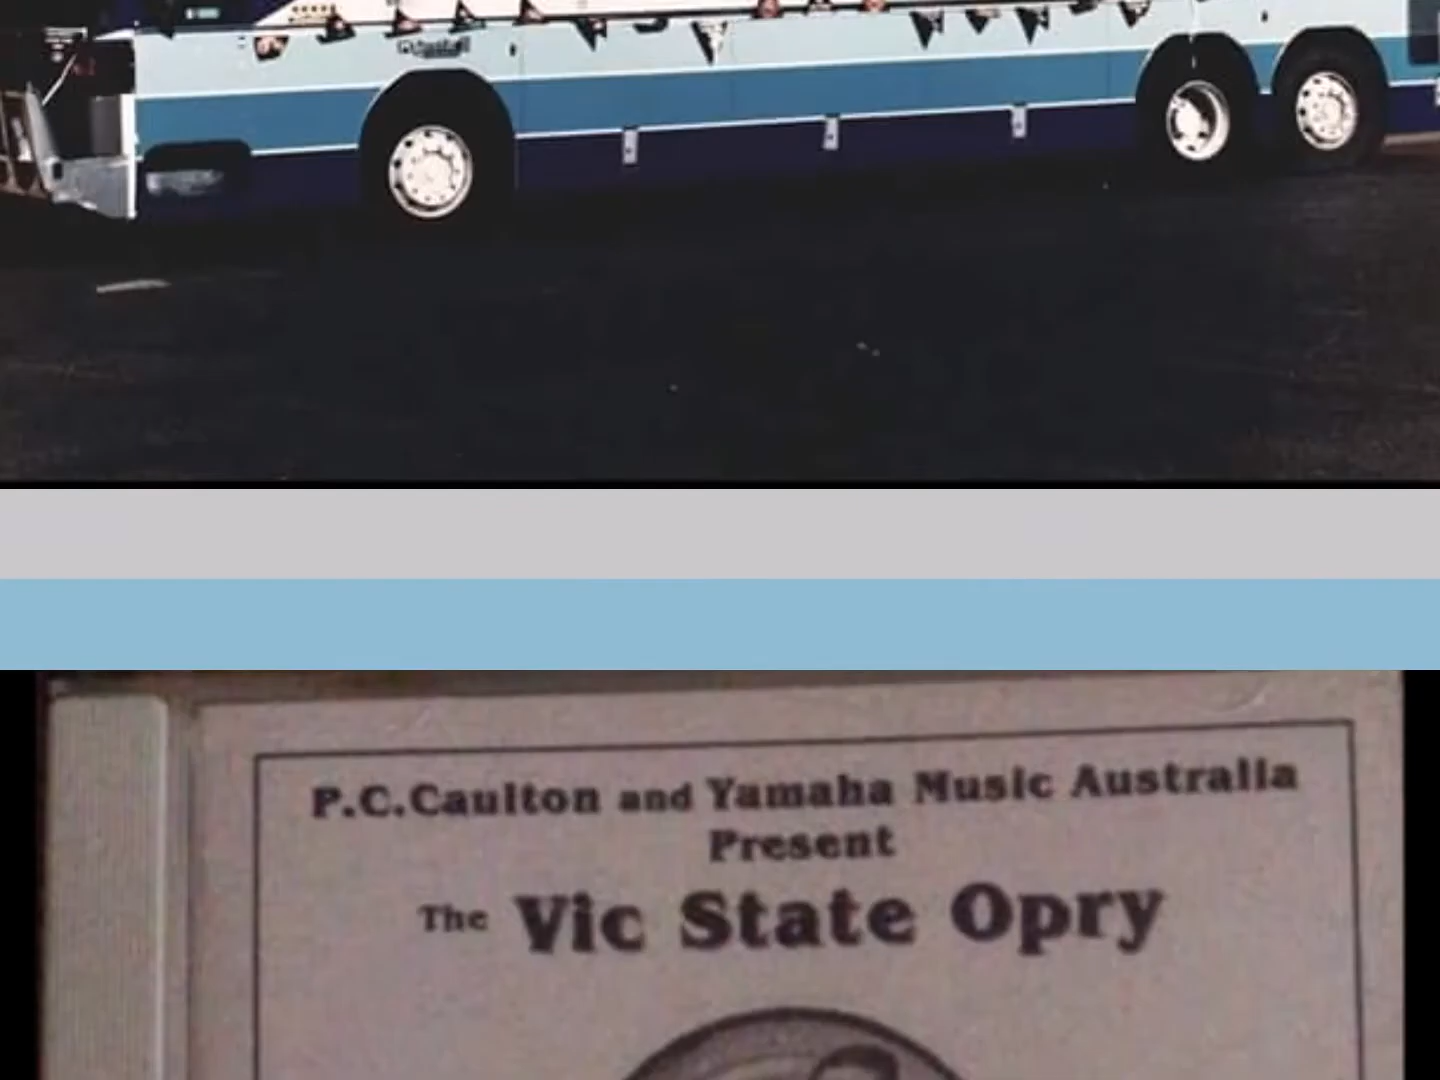 P.C.Caulton and Yamaha Music Australia
Present
The Vic State Opry